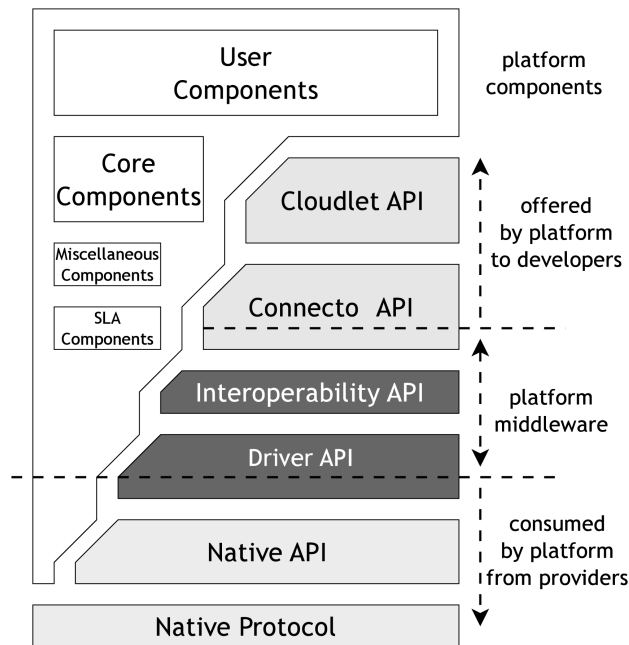 User
Components
platform
components
Core
Components
Cloudlet API
offered
by platform
to developers
Miscellaneous
Components
SLA
Components
Connecto API
Interoperability API
platform
middleware
Driver API
consumed
by platform
from providers
Native API
Native Protocol